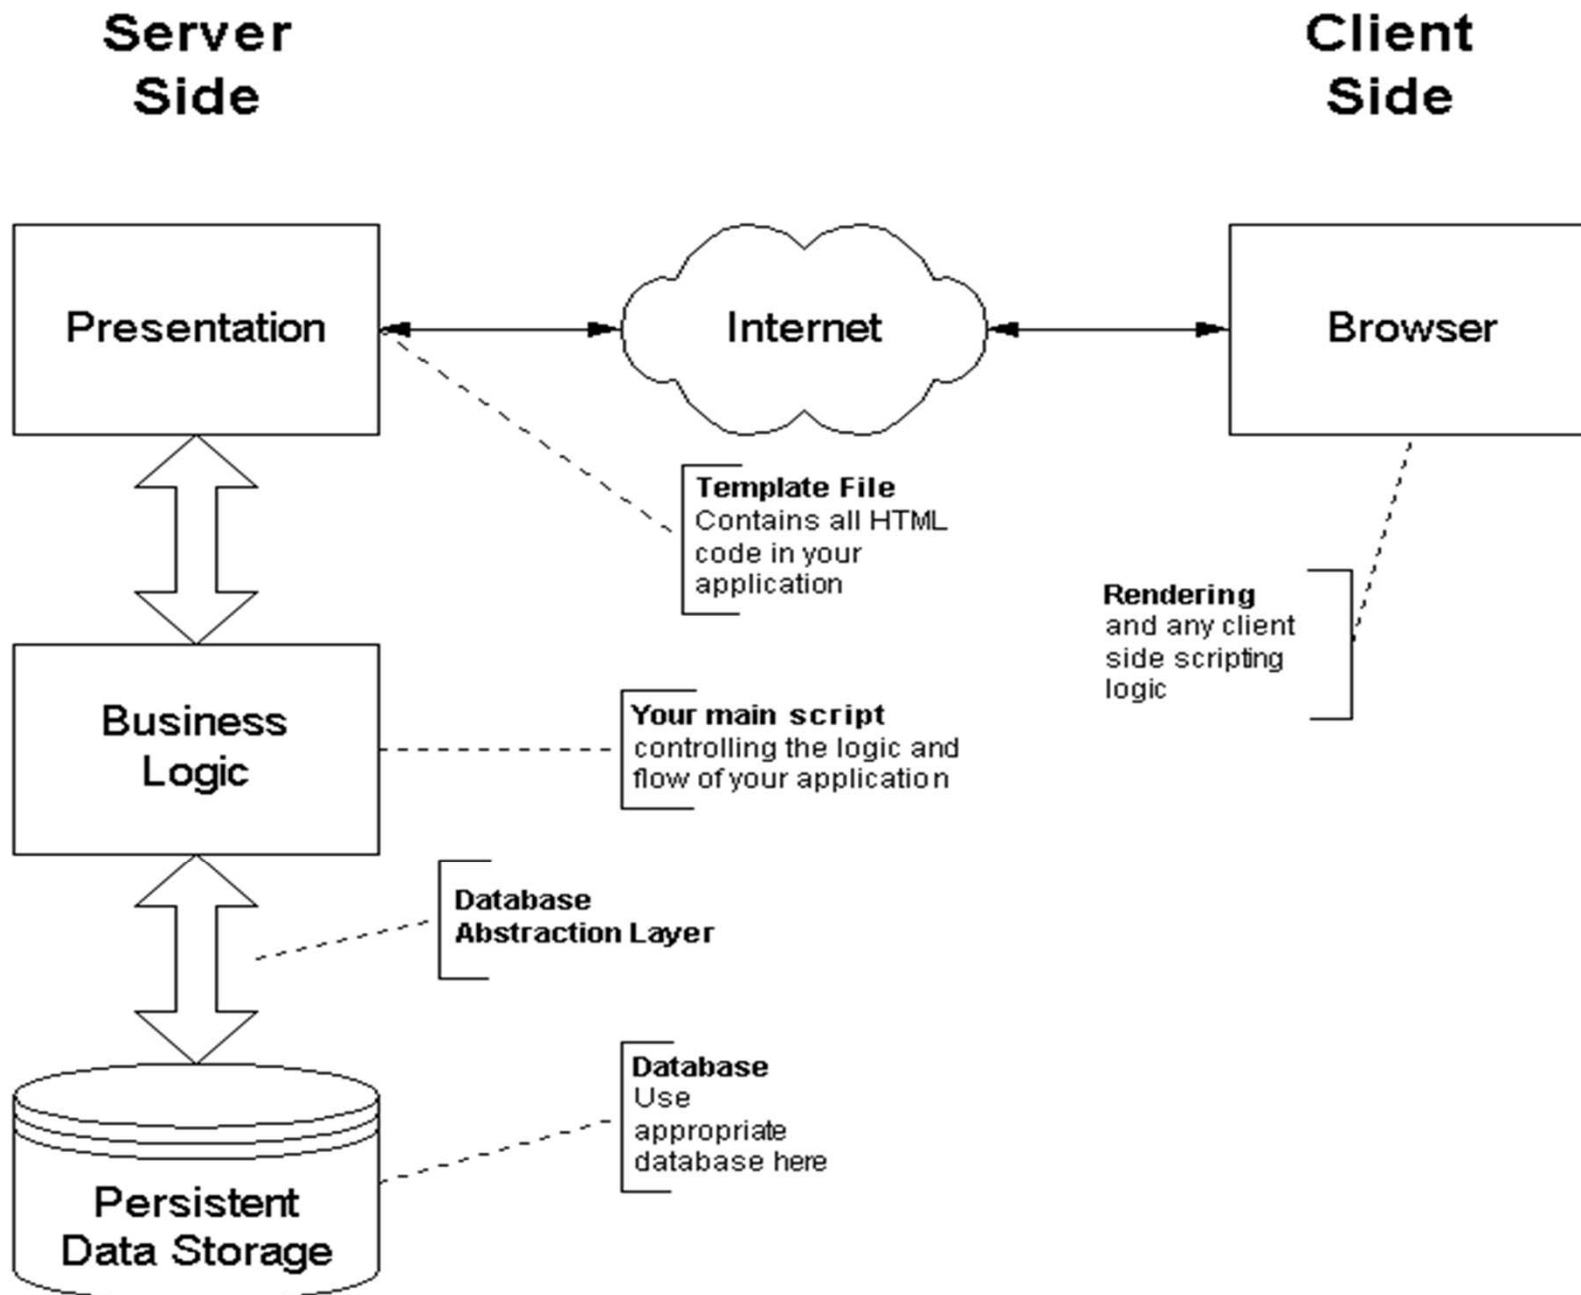 Server
Side
Client
Side
Presentation
Internet
Browser
Template File
Contains all HTML
code in your
application
Rendering
and any client
side scripting
logic
Business
Logic
Your main script
controlling the logic and
flow of your application
Database
Abstraction Layer
Database
Use
appropriate
database here
Persistent
Data Storage